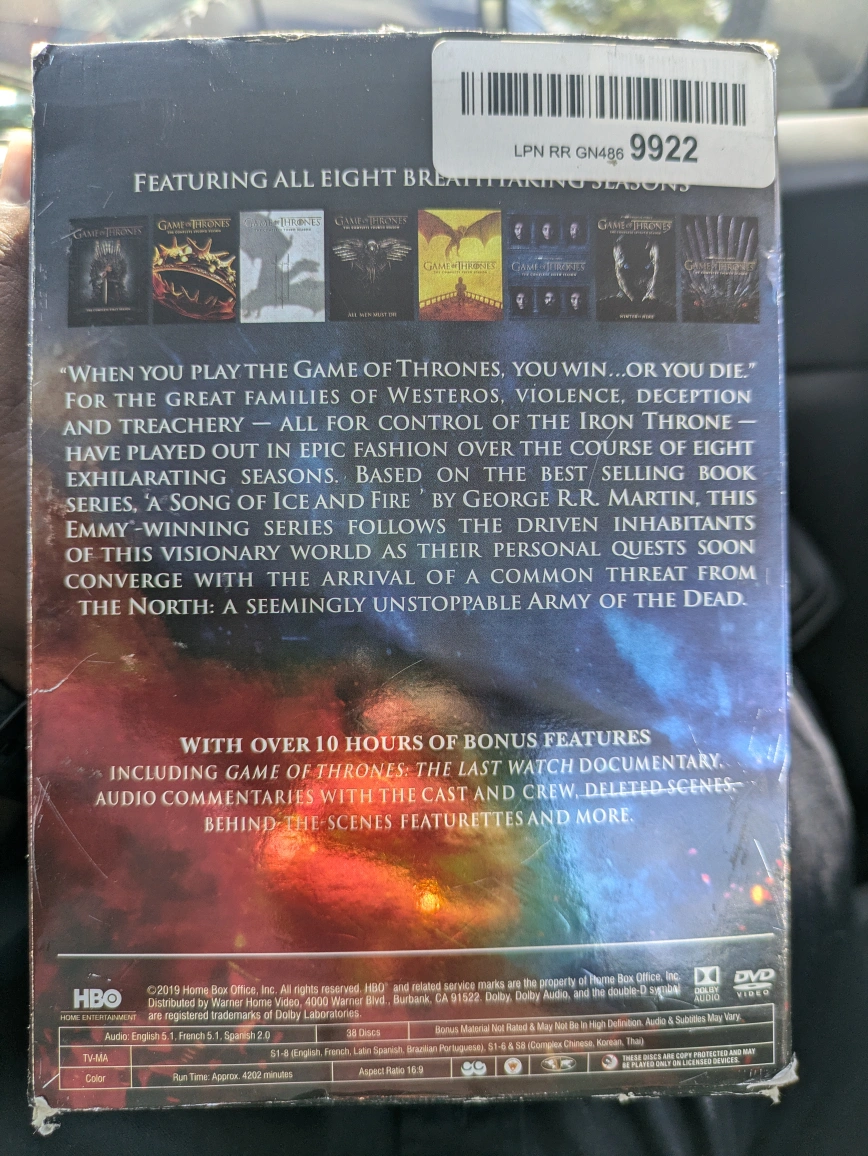 LPN RR GN486 9922
FEATURING ALL EIGHT BREATHTAKING SEASONS
GAME OF THRONES
THE COMPLETE FIRST SEASON
GAME OF THRONES
GAME OF THRONES
GAME OF THRONES
ALL MEN MUST DIE
GAME OF THRONES
THE COMPLETE FIFTH SEASON
GAME OF THRONES
GAME OF THRONES
GAME OF THRONES
"WHEN YOU PLAY THE GAME OF THRONES, YOU WIN...OR YOU DIE."
FOR THE GREAT FAMILIES OF WESTEROS, VIOLENCE, DECEPTION
AND TREACHERY — ALL FOR CONTROL OF THE IRON THRONE —
HAVE PLAYED OUT IN EPIC FASHION OVER THE COURSE OF EIGHT
EXHILARATING SEASONS. BASED ON THE BEST SELLING BOOK
SERIES, 'A SONG OF ICE AND FIRE ' BY GEORGE R.R. MARTIN, THIS
EMMY®-WINNING SERIES FOLLOWS THE DRIVEN INHABITANTS
OF THIS VISIONARY WORLD AS THEIR PERSONAL QUESTS SOON
CONVERGE WITH THE ARRIVAL OF A COMMON THREAT FROM
THE NORTH: A SEEMINGLY UNSTOPPABLE ARMY OF THE DEAD.
WITH OVER 10 HOURS OF BONUS FEATURES
INCLUDING GAME OF THRONES: THE LAST WATCH DOCUMENTARY,
AUDIO COMMENTARIES WITH THE CAST AND CREW, DELETED SCENES,
BEHIND-THE-SCENES FEATURETTES AND MORE.
HBO
HOME ENTERTAINMENT
©2019 Home Box Office, Inc. All rights reserved. HBO® and related service marks are the property of Home Box Office, Inc.
Distributed by Warner Home Video, 4000 Warner Blvd., Burbank, CA 91522. Dolby, Dolby Audio, and the double-D symbol
are registered trademarks of Dolby Laboratories.
DOLBY
AUDIO
DVD
VIDEO
Audio: English 5.1, French 5.1, Spanish 2.0
38 Discs
Bonus Material Not Rated & May Not Be In High Definition. Audio & Subtitles May Vary.
TV-MA
S1-8 (English, French, Latin Spanish, Brazilian Portuguese), S1-6 & S8 (Complex Chinese, Korean, Thai)
Color
Run Time: Approx. 4202 minutes
Aspect Ratio 16:9
THESE DISCS ARE COPY PROTECTED AND MAY
BE PLAYED ONLY ON LICENSED DEVICES.